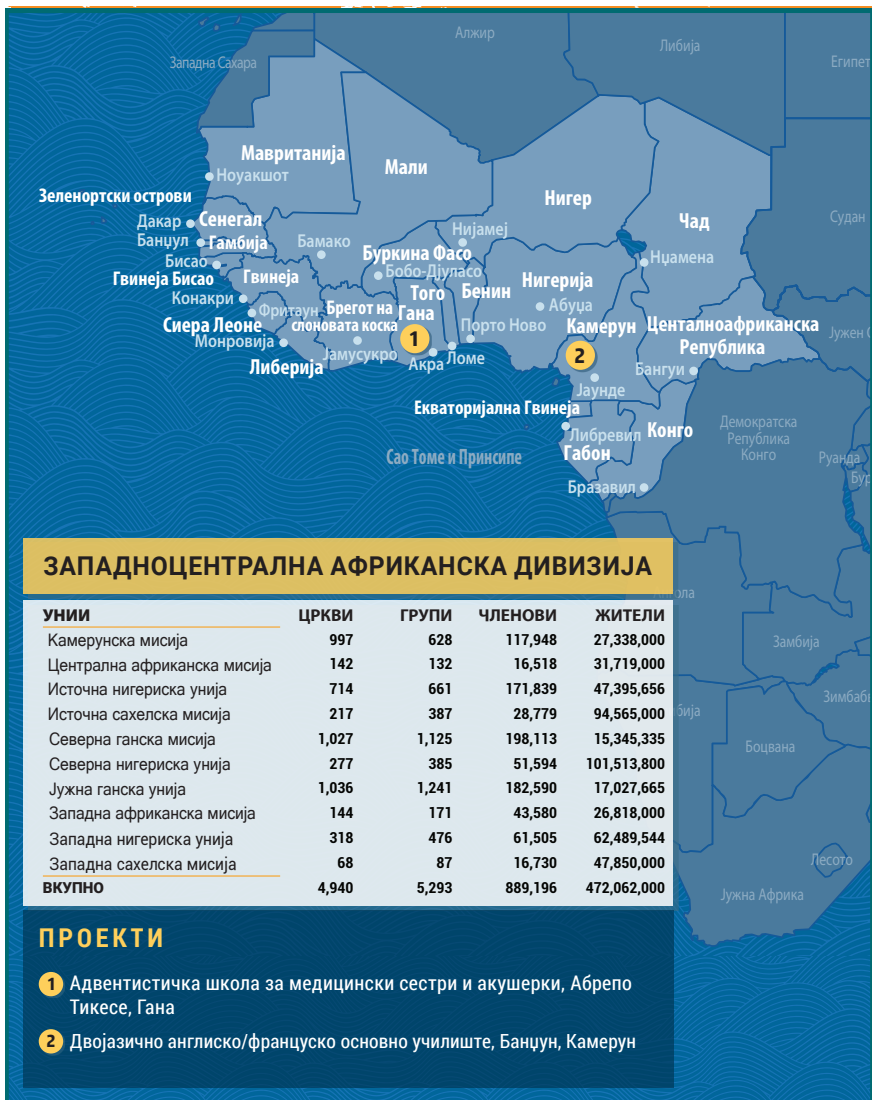 Алжир
Либија
Египет
Западна Сахара
Мавританија
Ноуакшот
Мали
Нигер
Чад
Судан
Зеленортски острови
Дакар
Сенегал
Банџул
Гамбија
Бамако
Нијамеј
Бисао
Буркина Фасо
Нџамена
Гвинеја Бисао
Гвинеја
Бобо-Дјуласо
Нигерија
Бенин
Того
Конакри
Фритаун
Брегот на
слоновата коска
Гана
Абуџа
Сиера Леоне
Порто Ново
Камерун
Централноафриканска
Република
Јужен С
Монровија
1
2
Либерија
Јамусукро
Акра
Ломе
Бангуи
Јаунде
Екваторијална Гвинеја
Либревил
Конго
Демократска
Република
Конго
Габон
Сао Томе и Принсипе
Руанда
Бур
Бразавил
ЗАПАДНОЦЕНТРАЛНА АФРИКАНСКА ДИВИЗИЈА
ола
УНИИ ЦРКВИ ГРУПИ ЧЛЕНОВИ ЖИТЕЛИ
Камерунска мисија 997 628 117,948 27,338,000
Централна африканска мисија 142 132 16,518 31,719,000
Источна нигериска унија 714 661 171,839 47,395,656
Источна сахелска мисија 217 387 28,779 94,565,000
Северна ганска мисија 1,027 1,125 198,113 15,345,335
Северна нигериска унија 277 385 51,594 101,513,800
Јужна ганска унија 1,036 1,241 182,590 17,027,665
Западна африканска мисија 144 171 43,580 26,818,000
Западна нигериска унија 318 476 61,505 62,489,544
Западна сахелска мисија 68 87 16,730 47,850,000
ВКУПНО 4,940 5,293 889,196 472,062,000
Замбија
Зимбаб
бија
Боцвана
Лесото
Јужна Африка
ПРОЕКТИ
1 Адвентистичка школа за медицински сестри и акушерки, Абрепо
Тикесе, Гана
2 Двојазично англиско/француско основно училиште, Банџун, Камерун